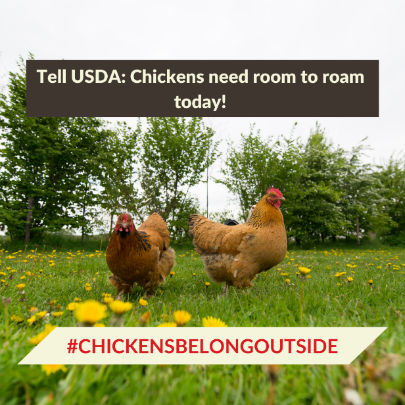 Tell USDA: Chickens need room to roam
today!
#CHICKENSBELONGOUTSIDE